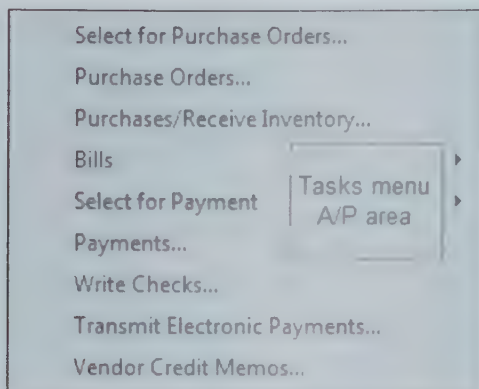 Select for Purchase Orders...
Purchase Orders...
Purchases/Receive Inventory...
Bills
Select for Payment
Tasks menu
A/P area
Payments...
Write Checks...
Transmit Electronic Payments...
Vendor Credit Memos...